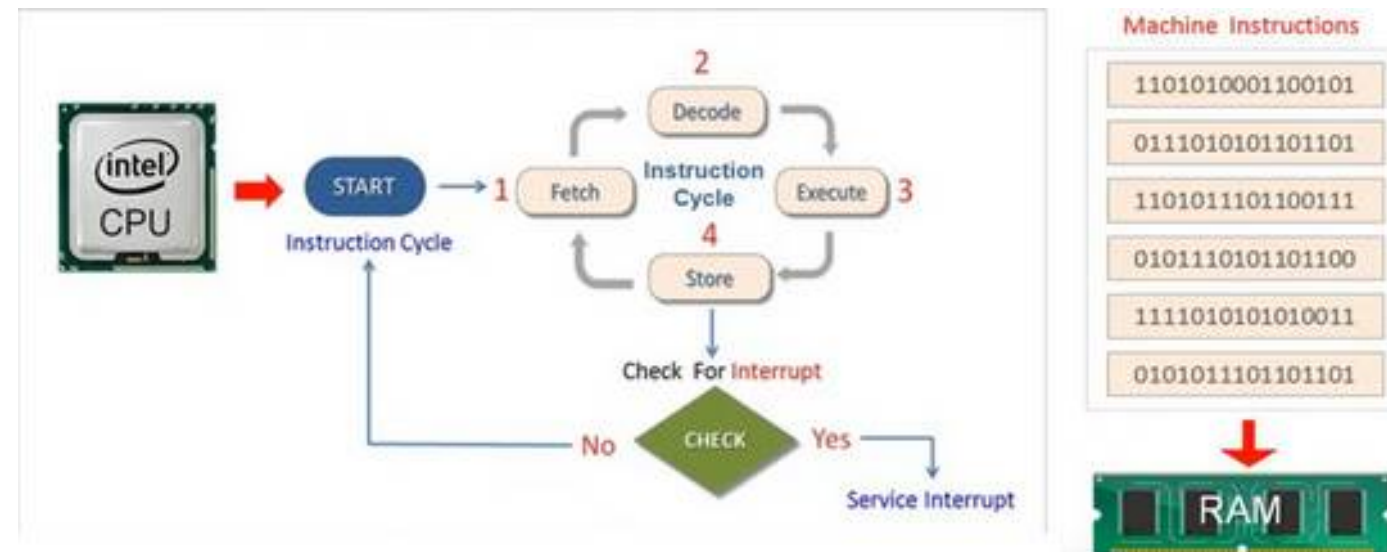 intel
CPU
START
Instruction Cycle
1
Fetch
2
Decode
Instruction
Cycle
Execute
3
4
Store
Check For Interrupt
CHECK
No
Yes
Service Interrupt
Machine Instructions
1101010001100101
0111010101101101
1101011101100111
0101110101101100
1111010101010011
0101011101101101
RAM